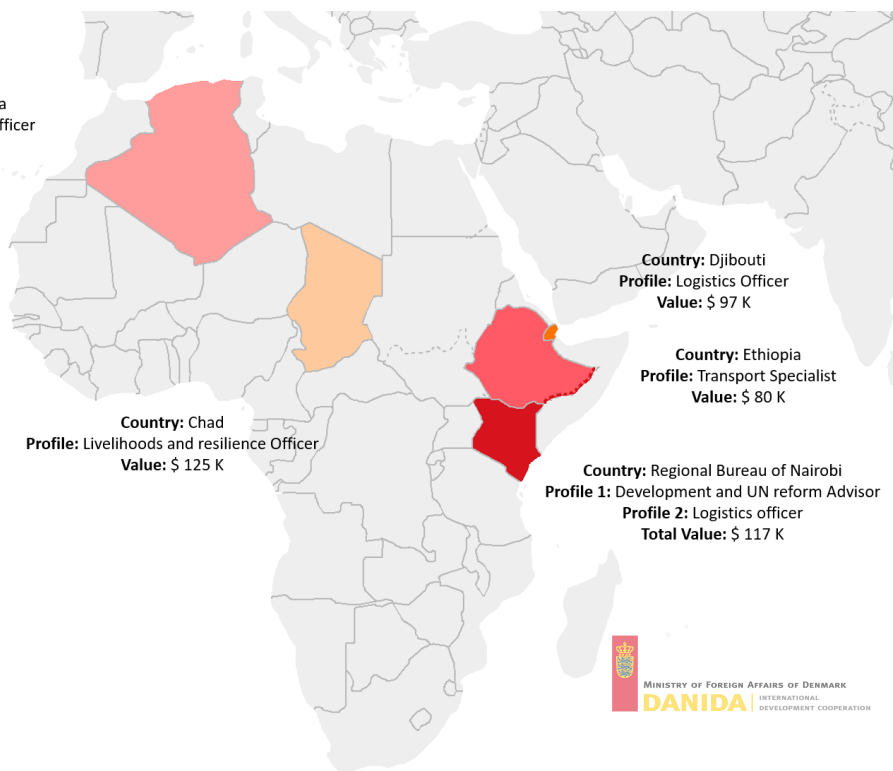 a
fficer
Country: Djibouti
Profile: Logistics Officer
Value: $ 97 K
Country: Ethiopia
Profile: Transport Specialist
Value: $ 80 K
Country: Chad
Profile: Livelihoods and resilience Officer
Value: $ 125 K
Country: Regional Bureau of Nairobi
Profile 1: Development and UN reform Advisor
Profile 2: Logistics officer
Total Value: $ 117 K
MINISTRY OF FOREIGN AFFAIRS OF DENMARK
DANIDA
INTERNATIONAL
DEVELOPMENT COOPERATION